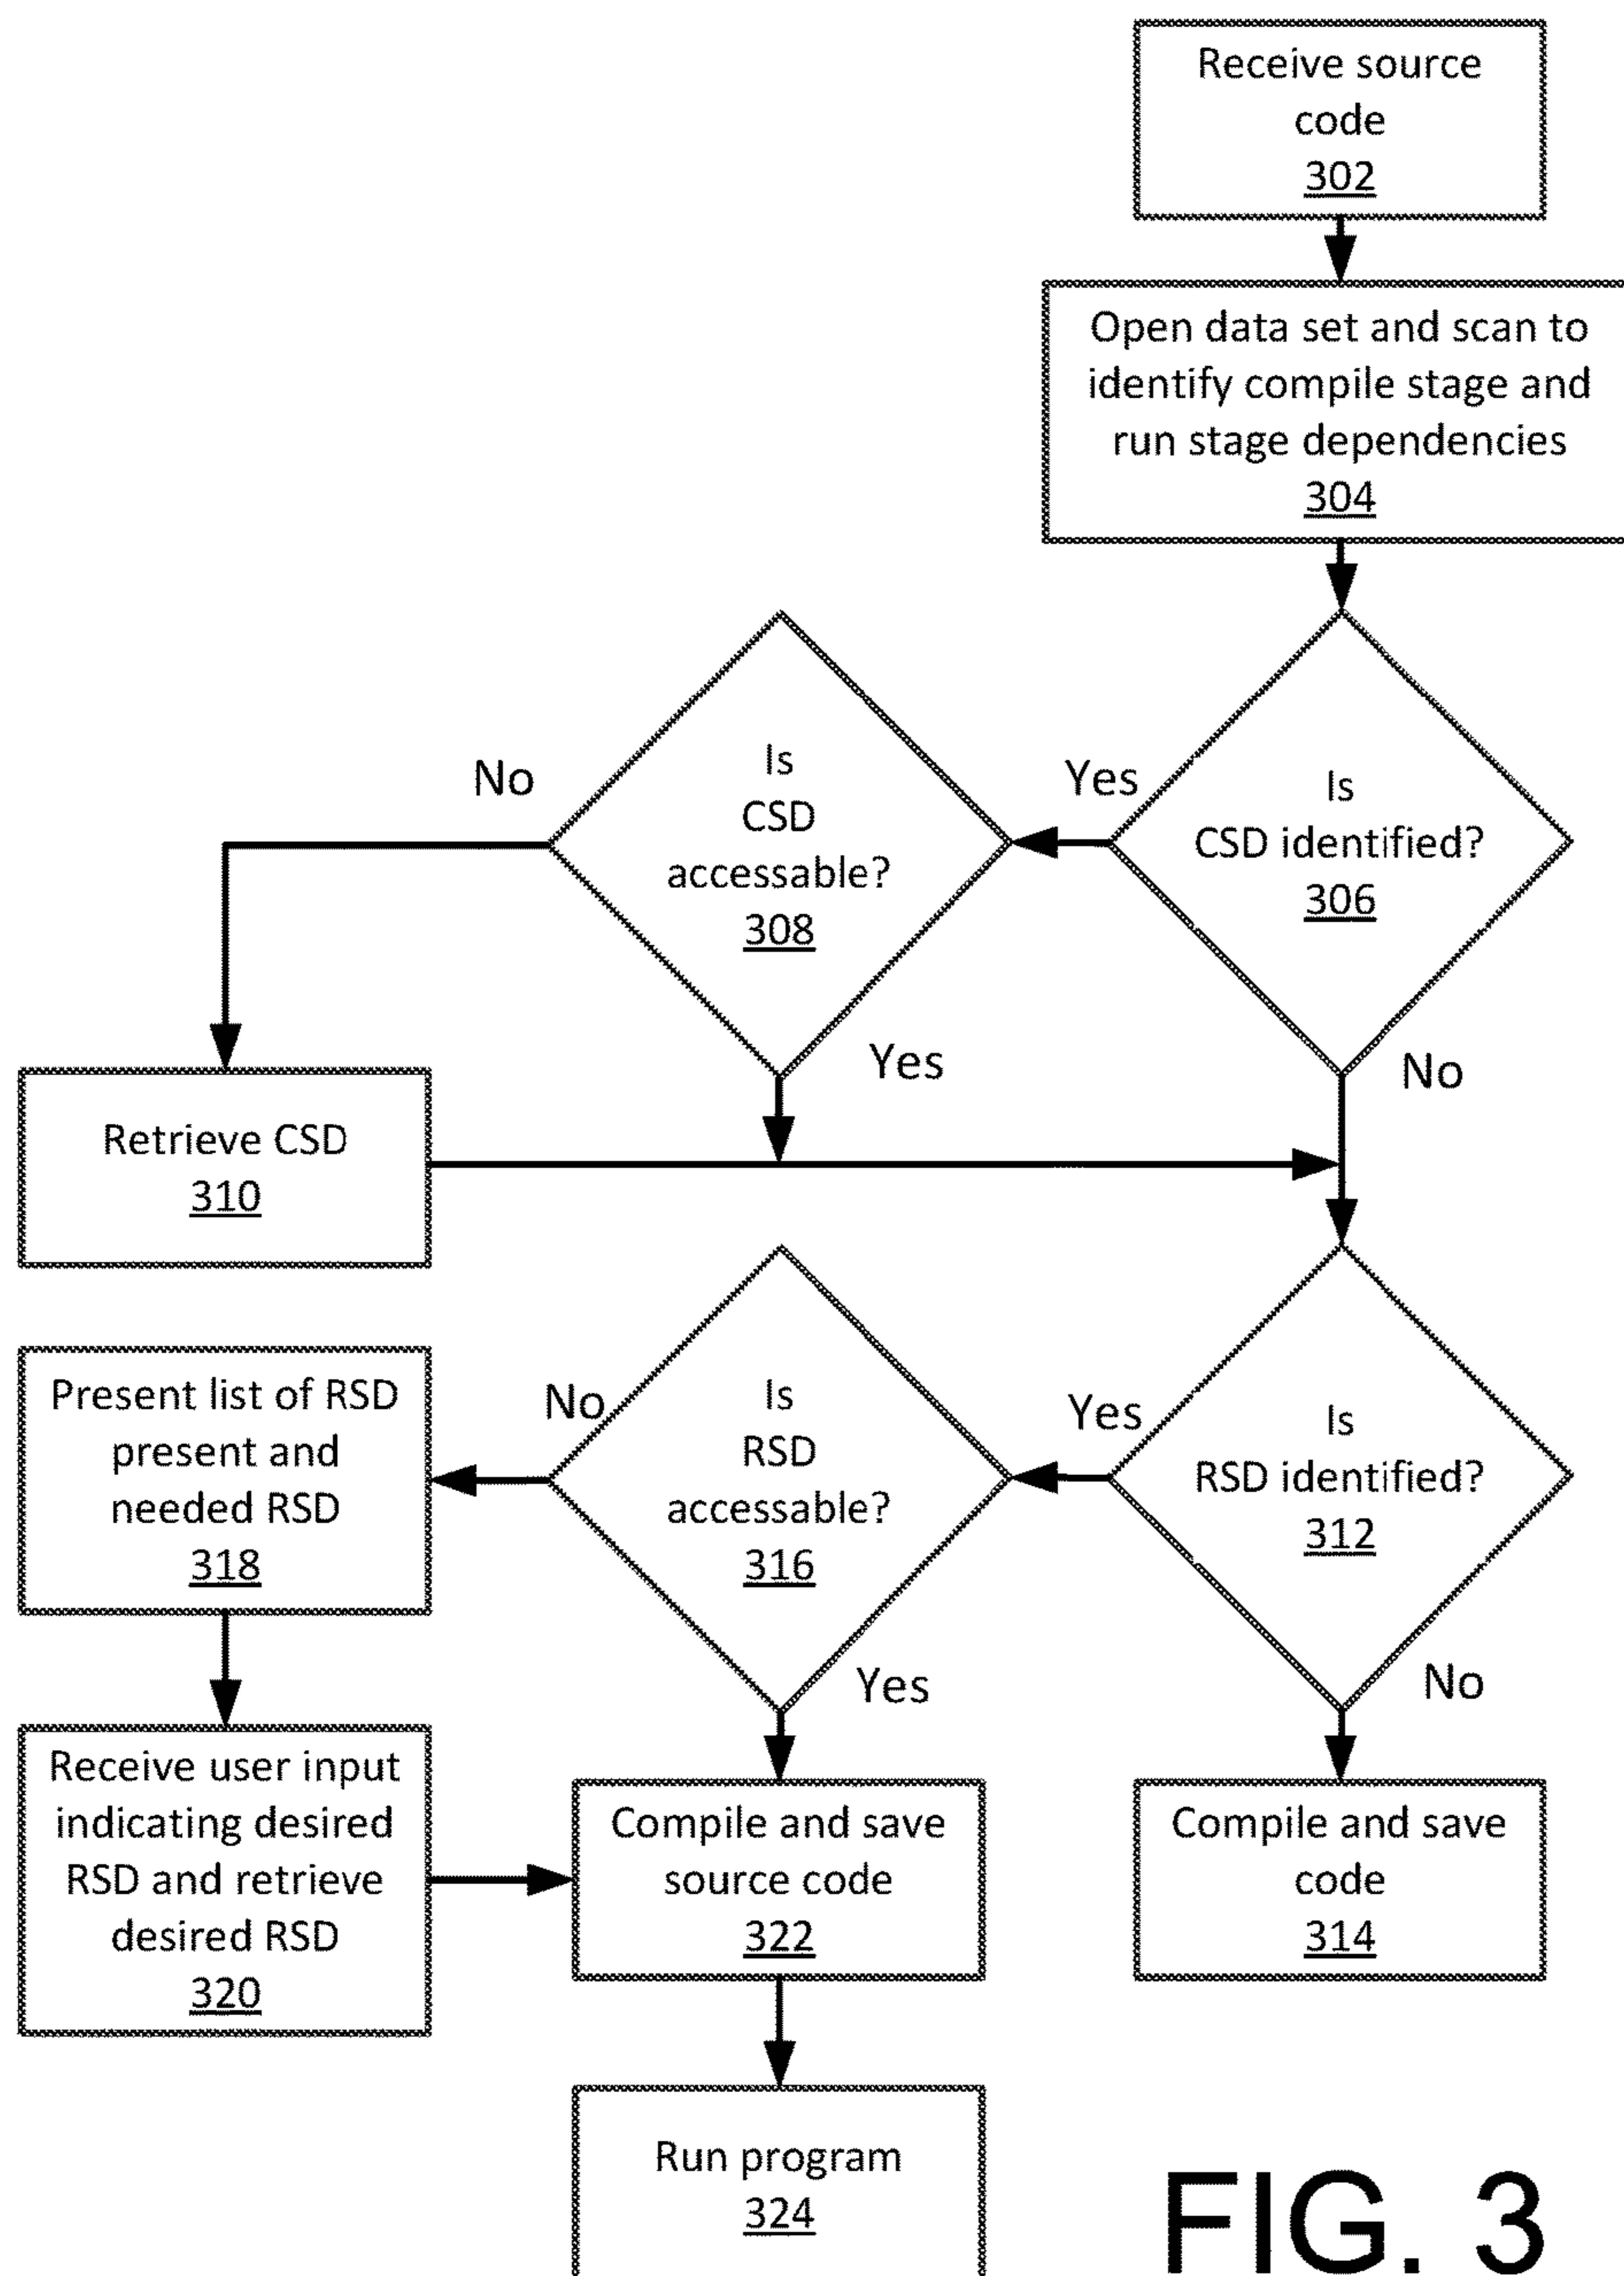 Receive source
code
302
Open data set and scan to
identify compile stage and
run stage dependencies
304
Is
CSD identified?
306
Yes
No
Is
CSD
accessable?
308
No
Yes
Retrieve CSD
310
Is
RSD identified?
312
Yes
No
Is
RSD
accessable?
316
No
Yes
Present list of RSD
present and
needed RSD
318
Receive user input
indicating desired
RSD and retrieve
desired RSD
320
Compile and save
source code
322
Compile and save
code
314
Run program
324
FIG. 3